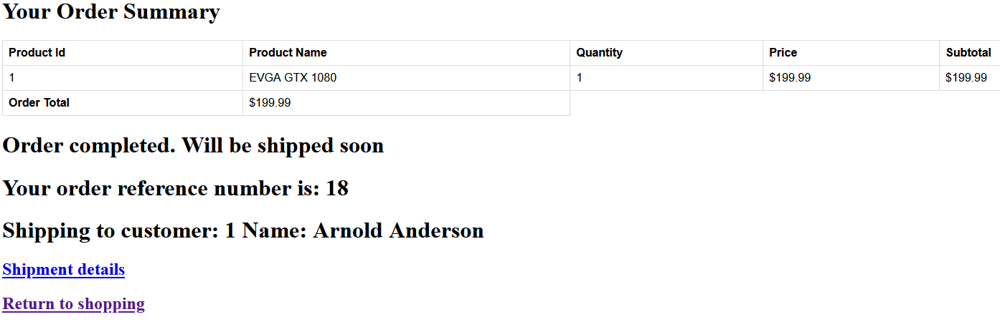 Your Order Summary
Product Id Product Name Quantity Price Subtotal
1 EVGA GTX 1080 1 $199.99 $199.99
Order Total $199.99
Order completed. Will be shipped soon
Your order reference number is: 18
Shipping to customer: 1 Name: Arnold Anderson
Shipment details
Return to shopping